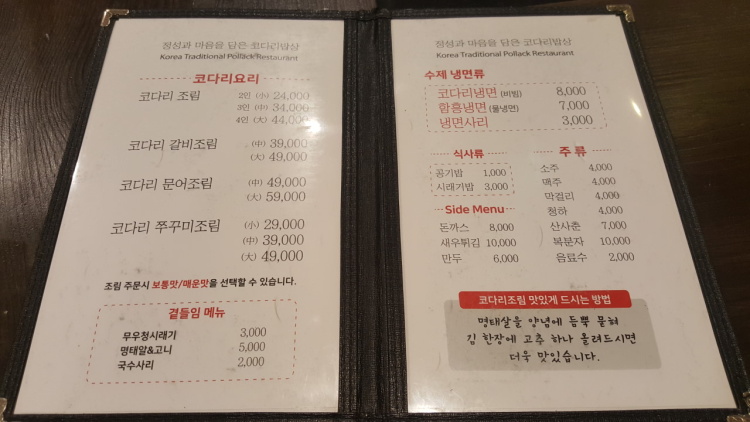 정성과 마음을 담은 코다리밥상
Korea Traditional Pollack Restaurant
코다리요리
코다리 조림 2인 (小) 24,000
3인 (中) 34,000
4인 (大) 44,000
코다리 갈비조림 (中) 39,000
(大) 49,000
코다리 문어조림 (中) 49,000
(大) 59,000
코다리 쭈꾸미조림 (小) 29,000
(中) 39,000
(大) 49,000
조림 주문시 보통맛/매운맛을 선택할 수 있습니다.
곁들임 메뉴
무우청시래기 3,000
명태알&고니 5,000
국수사리 2,000
정성과 마음을 담은 코다리밥상
Korea Traditional Pollack Restaurant
수제 냉면류
코다리냉면 (비빔) 8,000
함흥냉면 (물냉면) 7,000
냉면사리 3,000
식사류
공기밥 1,000
시래기밥 3,000
Side Menu
돈까스 8,000
새우튀김 10,000
만두 6,000
주 류
소주 4,000
맥주 4,000
막걸리 4,000
청하 4,000
산사춘 7,000
복분자 10,000
음료수 2,000
코다리조림 맛있게 드시는 방법
명태살을 양념에 듬뿍 묻혀
김 한장에 고추 하나 올려드시면
더욱 맛있습니다.